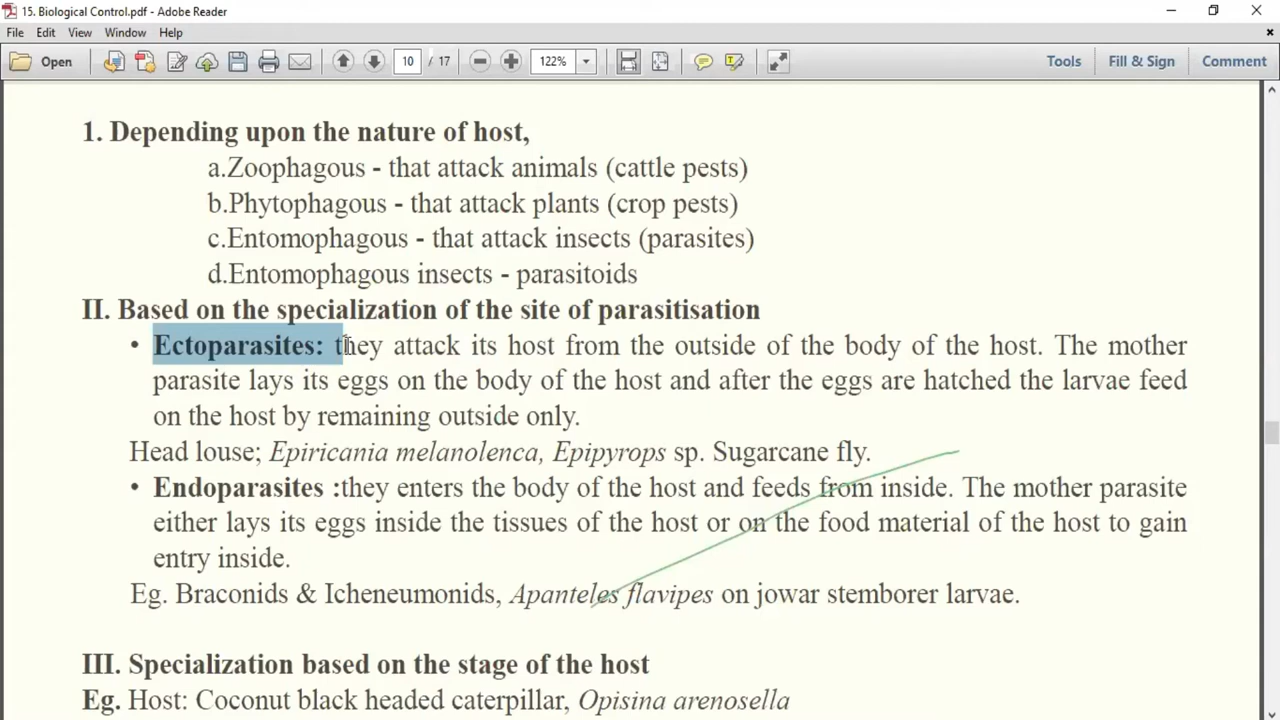 15. Biological Control.pdf - Adobe Reader
File Edit View Window Help
Open 10 / 17 122% Tools Fill & Sign Comment
1. Depending upon the nature of host,
a.Zoophagous - that attack animals (cattle pests)
b.Phytophagous - that attack plants (crop pests)
c.Entomophagous - that attack insects (parasites)
d.Entomophagous insects - parasitoids
II. Based on the specialization of the site of parasitisation
• Ectoparasites: they attack its host from the outside of the body of the host. The mother
parasite lays its eggs on the body of the host and after the eggs are hatched the larvae feed
on the host by remaining outside only.
Head louse; Epiricania melanolenca, Epipyrops sp. Sugarcane fly.
• Endoparasites :they enters the body of the host and feeds from inside. The mother parasite
either lays its eggs inside the tissues of the host or on the food material of the host to gain
entry inside.
Eg. Braconids & Icheneumonids, Apanteles flavipes on jowar stemborer larvae.
III. Specialization based on the stage of the host
Eg. Host: Coconut black headed caterpillar, Opisina arenosella